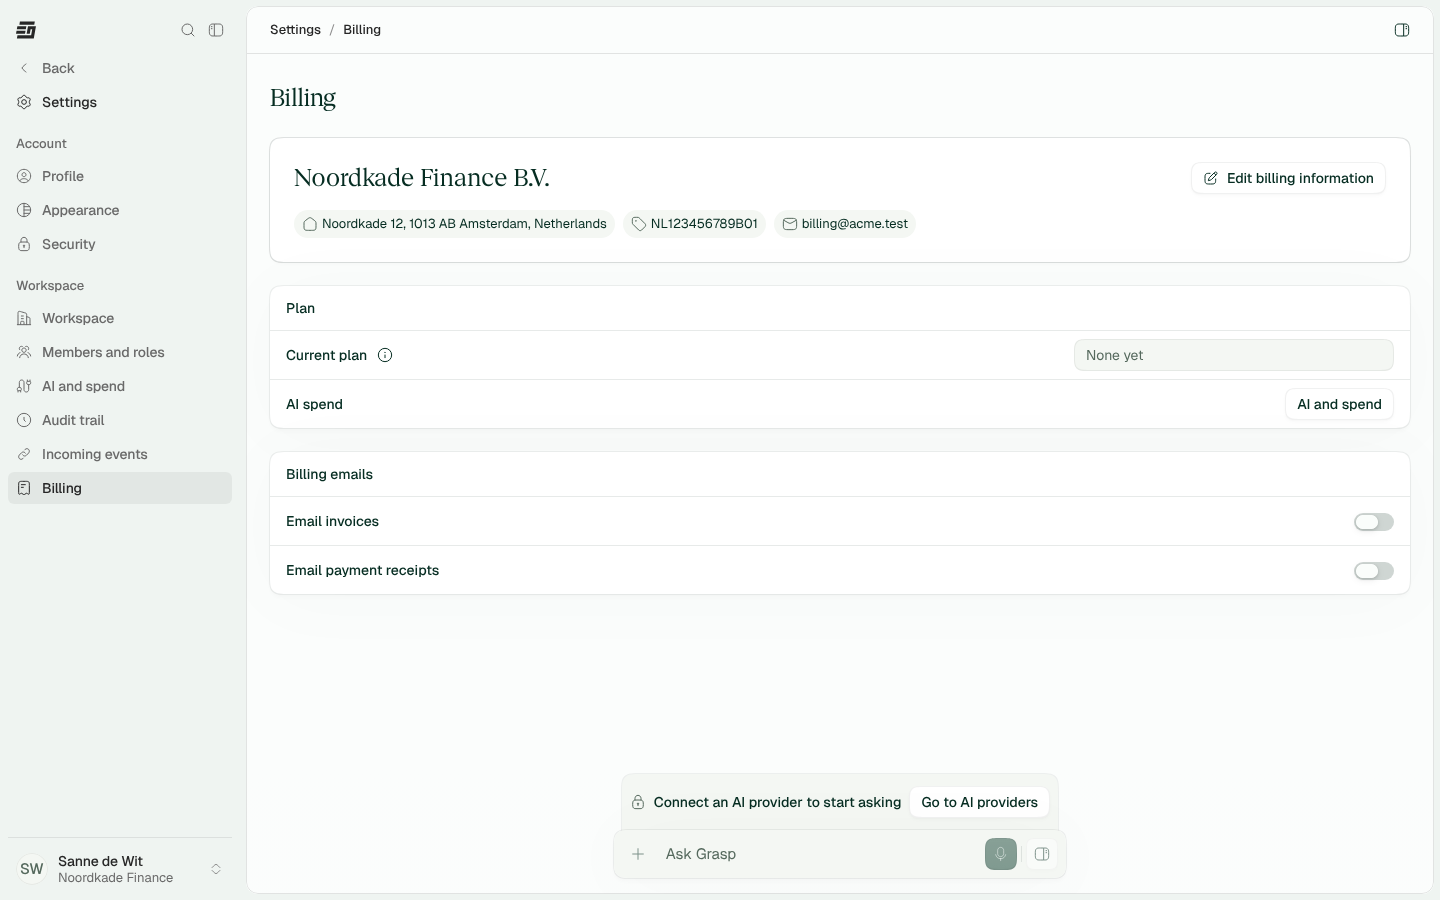 Settings / Billing
Back
Settings
Account
Profile
Appearance
Security
Workspace
Workspace
Members and roles
AI and spend
Audit trail
Incoming events
Billing
Sanne de Wit
SW
Noordkade Finance
Billing
Noordkade Finance B.V.
Edit billing information
Noordkade 12, 1013 AB Amsterdam, Netherlands
NL123456789B01
billing@acme.test
Plan
Current plan
None yet
AI spend
AI and spend
Billing emails
Email invoices
Email payment receipts
Connect an AI provider to start asking
Go to AI providers
Ask Grasp